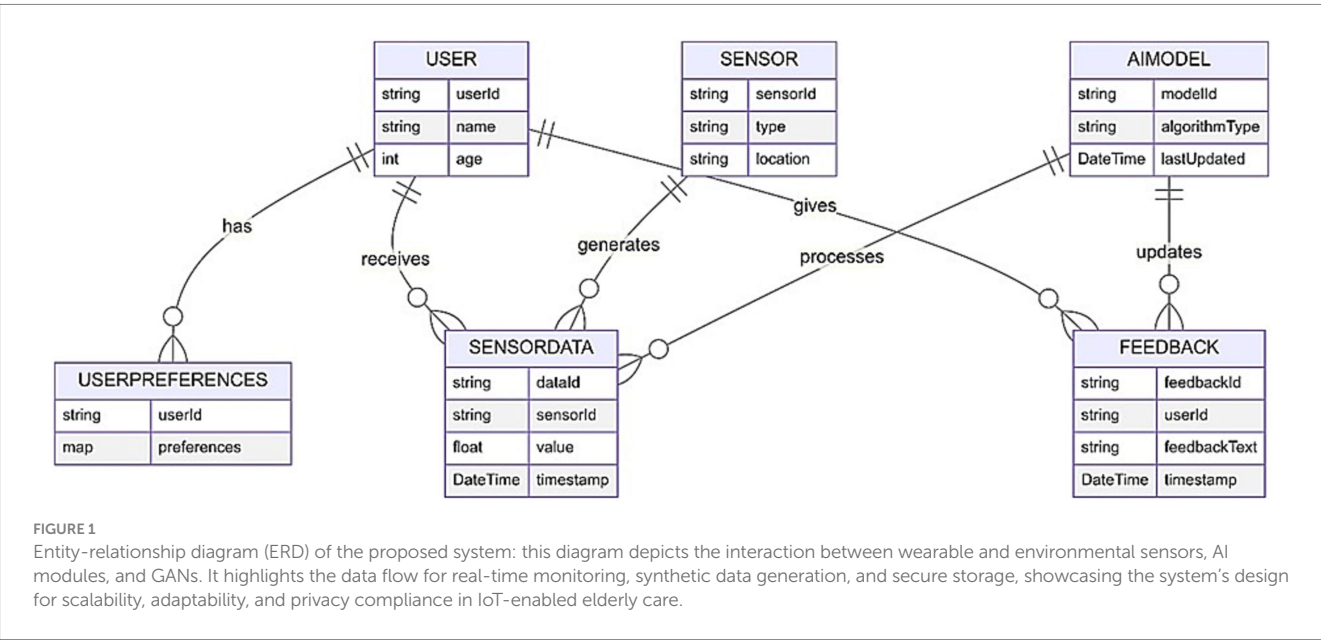 USER
string userId
string name
int age
SENSOR
string sensorId
string type
string location
AIMODEL
string modelId
string algorithmType
DateTime lastUpdated
has
receives
generates
gives
processes
updates
USERPREFERENCES
string userId
map preferences
SENSORDATA
string dataId
string sensorId
float value
DateTime timestamp
FEEDBACK
string feedbackId
string userId
string feedbackText
DateTime timestamp
FIGURE 1
Entity-relationship diagram (ERD) of the proposed system: this diagram depicts the interaction between wearable and environmental sensors, AI
modules, and GANs. It highlights the data flow for real-time monitoring, synthetic data generation, and secure storage, showcasing the system's design
for scalability, adaptability, and privacy compliance in IoT-enabled elderly care.